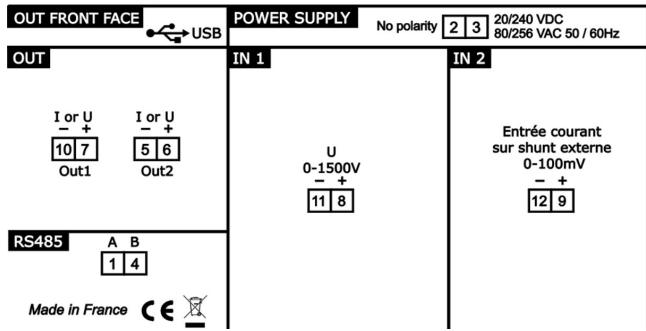 OUT FRONT FACE
USB
POWER SUPPLY
No polarity 2 3 20/240 VDC
80/256 VAC 50 / 60Hz
OUT
I or U I or U
− + − +
10 7 5 6
Out1 Out2
RS485
A B
1 4
Made in France CE
IN 1
U
0-1500V
− +
11 8
IN 2
Entrée courant
sur shunt externe
0-100mV
− +
12 9